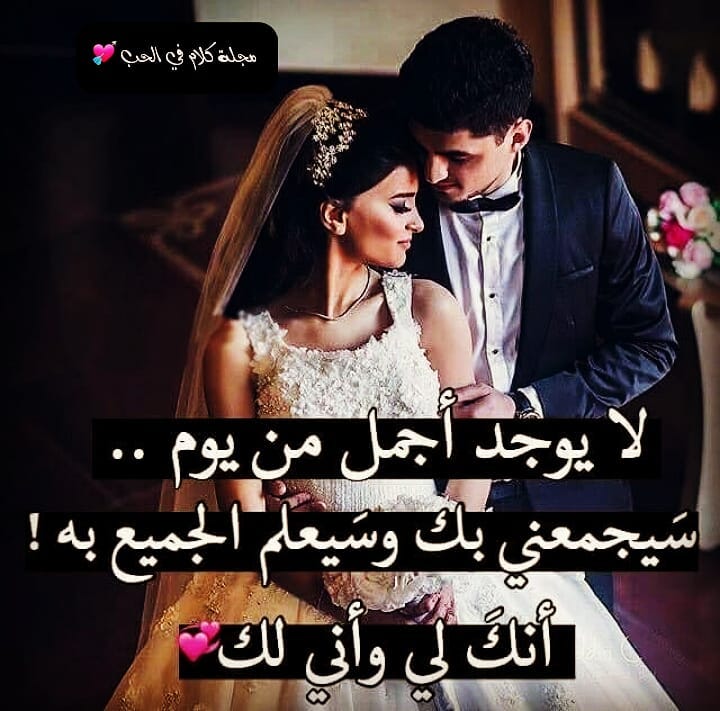 مجلة كلام في الحب 💘
لا يوجد أجمل من يوم ..
سَيجمعني بك وسَيعلم الجميع به !
أنكَ لي وأني لك💞